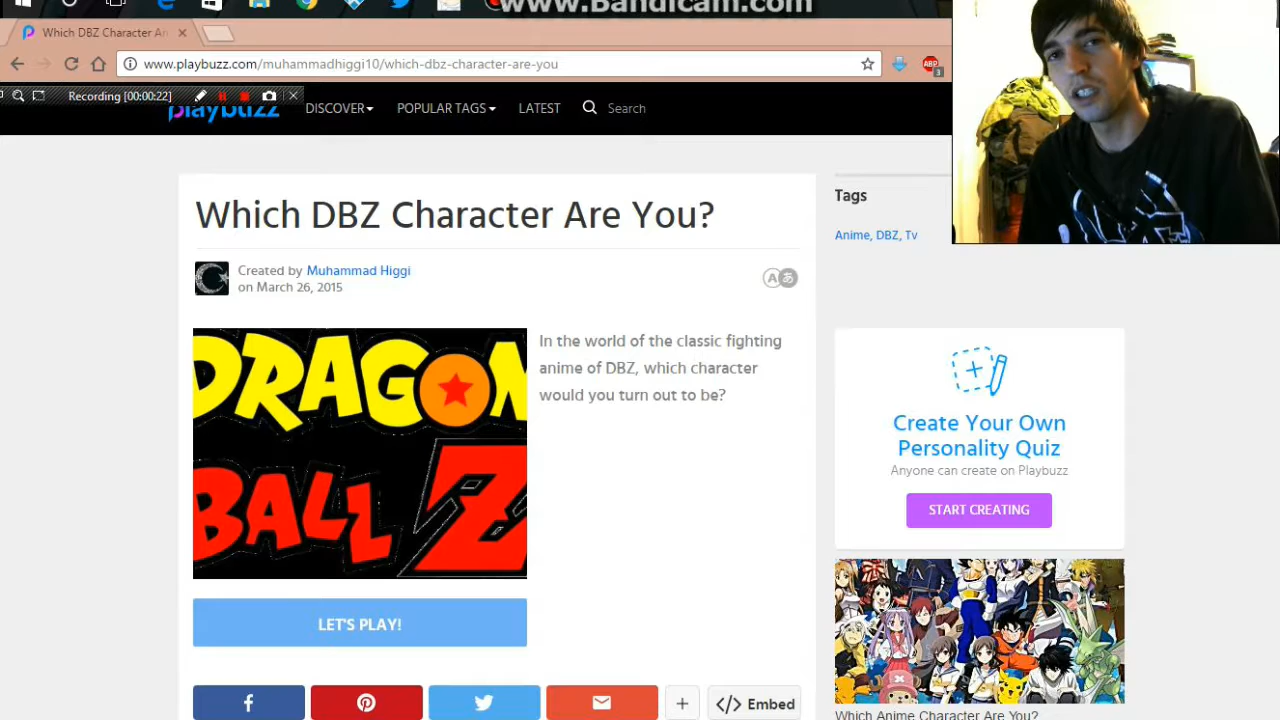 www.Bandicam.com
Which DBZ Character Ar
www.playbuzz.com/muhammadhiggi10/which-dbz-character-are-you
ABP
3
Recording [00:00:22]
playbuzz
DISCOVER
POPULAR TAGS
LATEST
Search
Which DBZ Character Are You?
Created by Muhammad Higgi
on March 26, 2015
A あ
Tags
Anime, DBZ, Tv
DRAGON
BALL Z
In the world of the classic fighting
anime of DBZ, which character
would you turn out to be?
LET'S PLAY!
Embed
Create Your Own
Personality Quiz
Anyone can create on Playbuzz
START CREATING
Which Anime Character Are You?